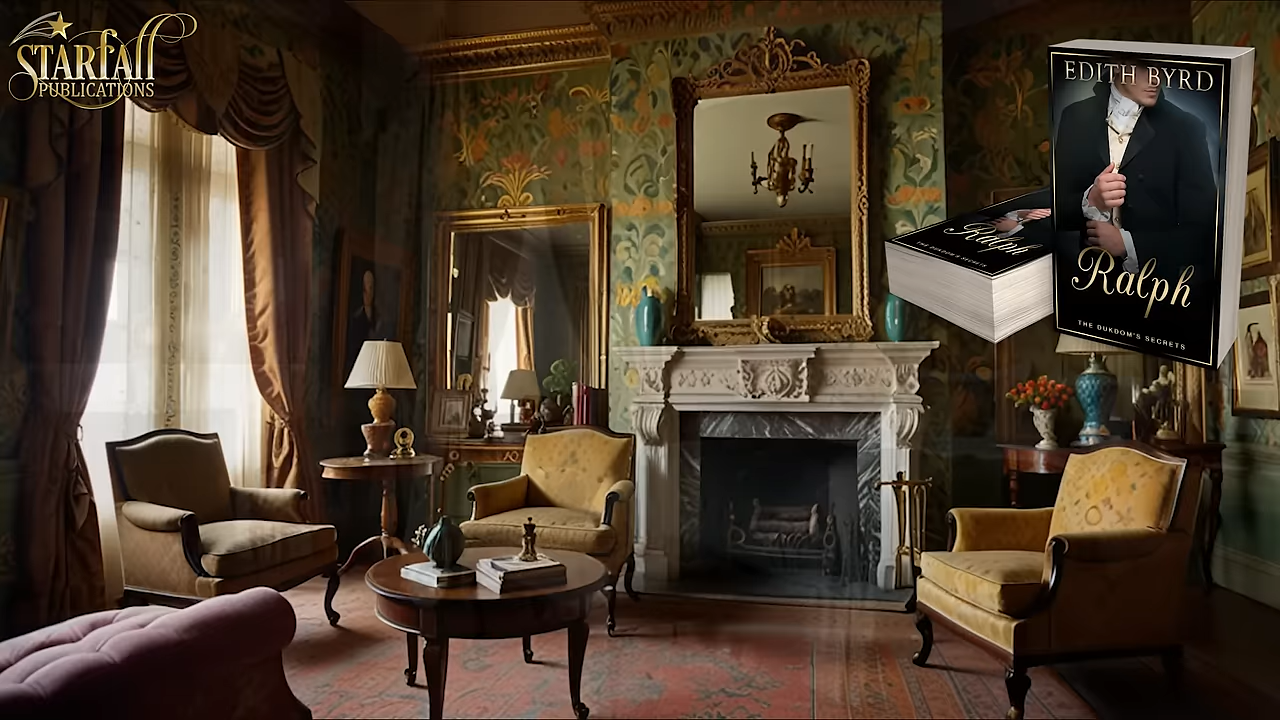 STARfall
PUBLICATIONS
EDITH BYRD
Ralph
THE DUKDOM'S SECRETS
Ralph
THE DUKDOM'S SECRETS